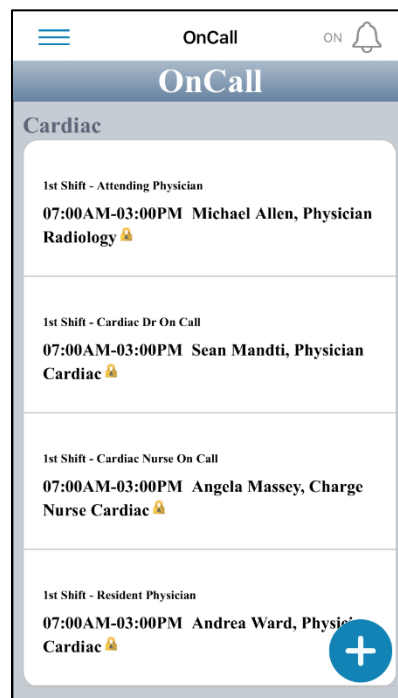 OnCall
ON
OnCall
Cardiac
1st Shift - Attending Physician
07:00AM-03:00PM Michael Allen, Physician
Radiology
1st Shift - Cardiac Dr On Call
07:00AM-03:00PM Sean Mandti, Physician
Cardiac
1st Shift - Cardiac Nurse On Call
07:00AM-03:00PM Angela Massey, Charge
Nurse Cardiac
1st Shift - Resident Physician
07:00AM-03:00PM Andrea Ward, Physician
Cardiac